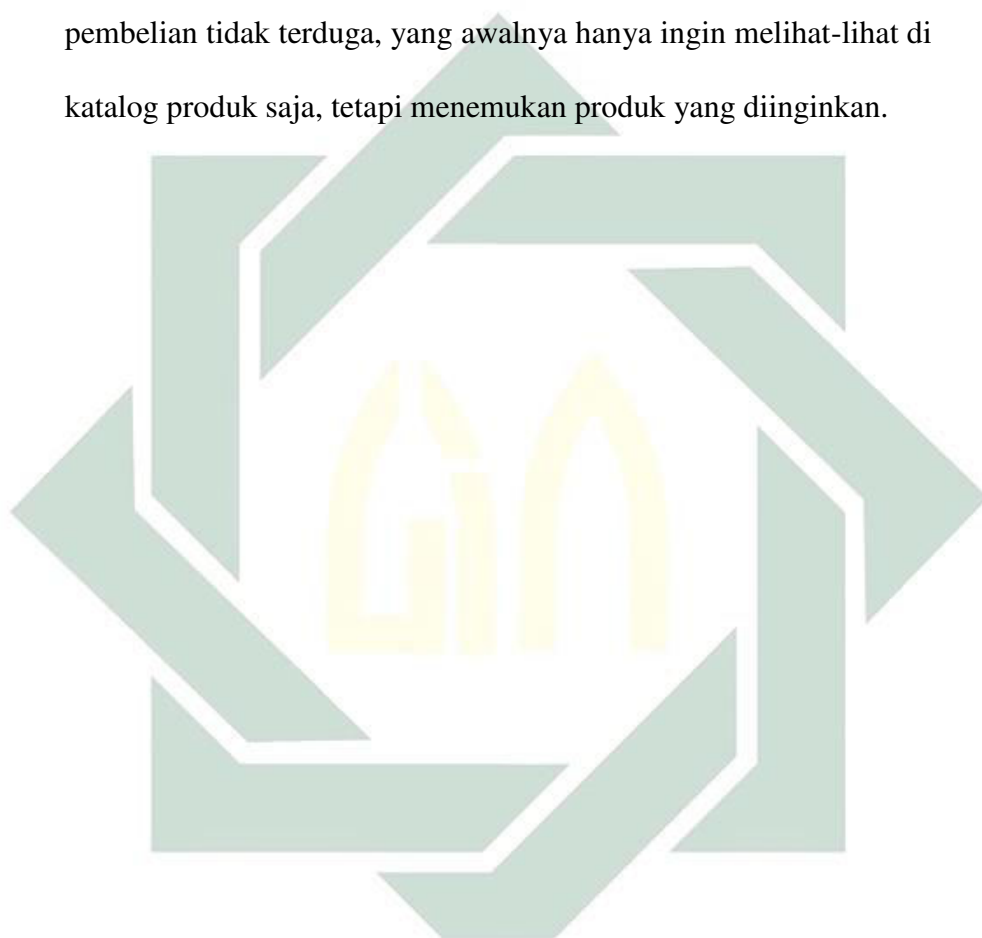 pembelian tidak terduga, yang awalnya hanya ingin melihat-lihat di
katalog produk saja, tetapi menemukan produk yang diinginkan.